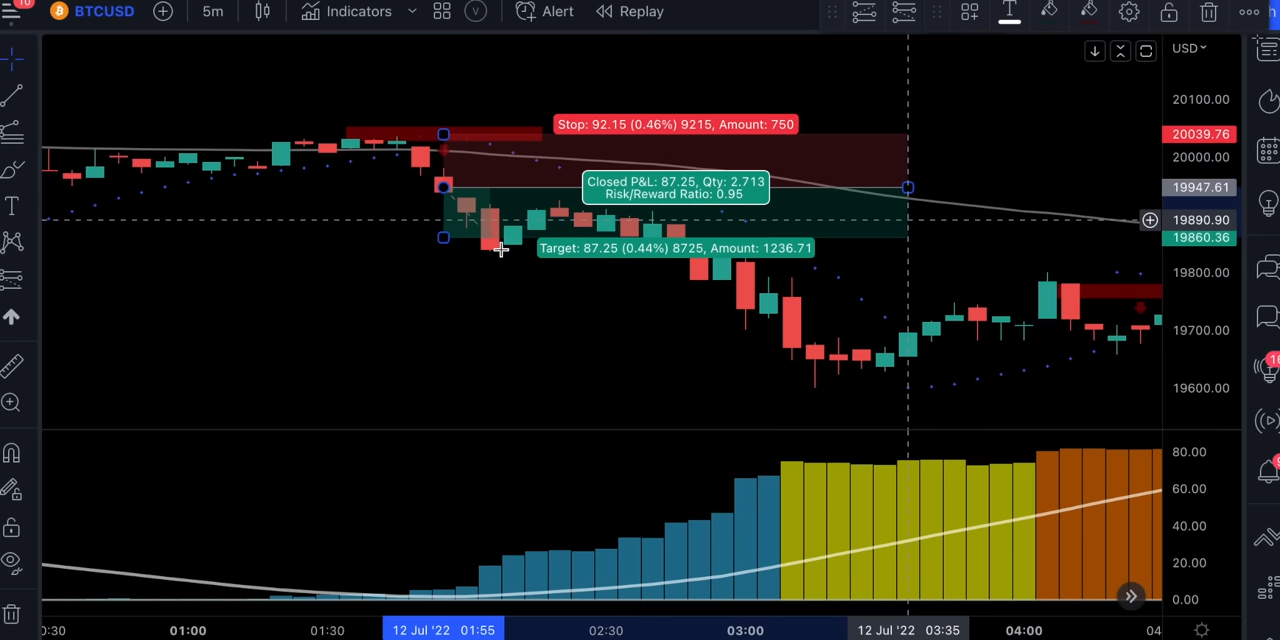 10
BTCUSD
5m
Indicators
V
Alert
Replay
T
h
USD
20100.00
Stop: 92.15 (0.46%) 9215, Amount: 750
20039.76
20000.00
Closed P&L: 87.25, Qty: 2.713
Risk/Reward Ratio: 0.95
19947.61
19890.90
19860.36
Target: 87.25 (0.44%) 8725, Amount: 1236.71
19800.00
19700.00
19600.00
16
80.00
60.00
40.00
20.00
0.00
0:30
01:00
01:30
12 Jul '22 01:55
02:30
03:00
12 Jul '22 03:35
04:00
04